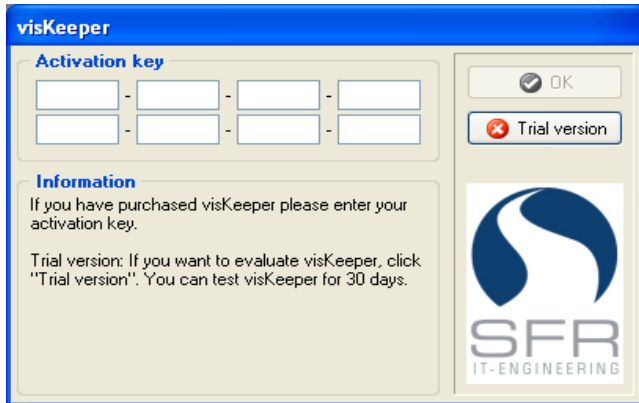 visKeeper
Activation key
- - -
- - -
OK
Trial version
Information
If you have purchased visKeeper please enter your
activation key.
Trial version: If you want to evaluate visKeeper, click
"Trial version". You can test visKeeper for 30 days.
SFR
IT-ENGINEERING